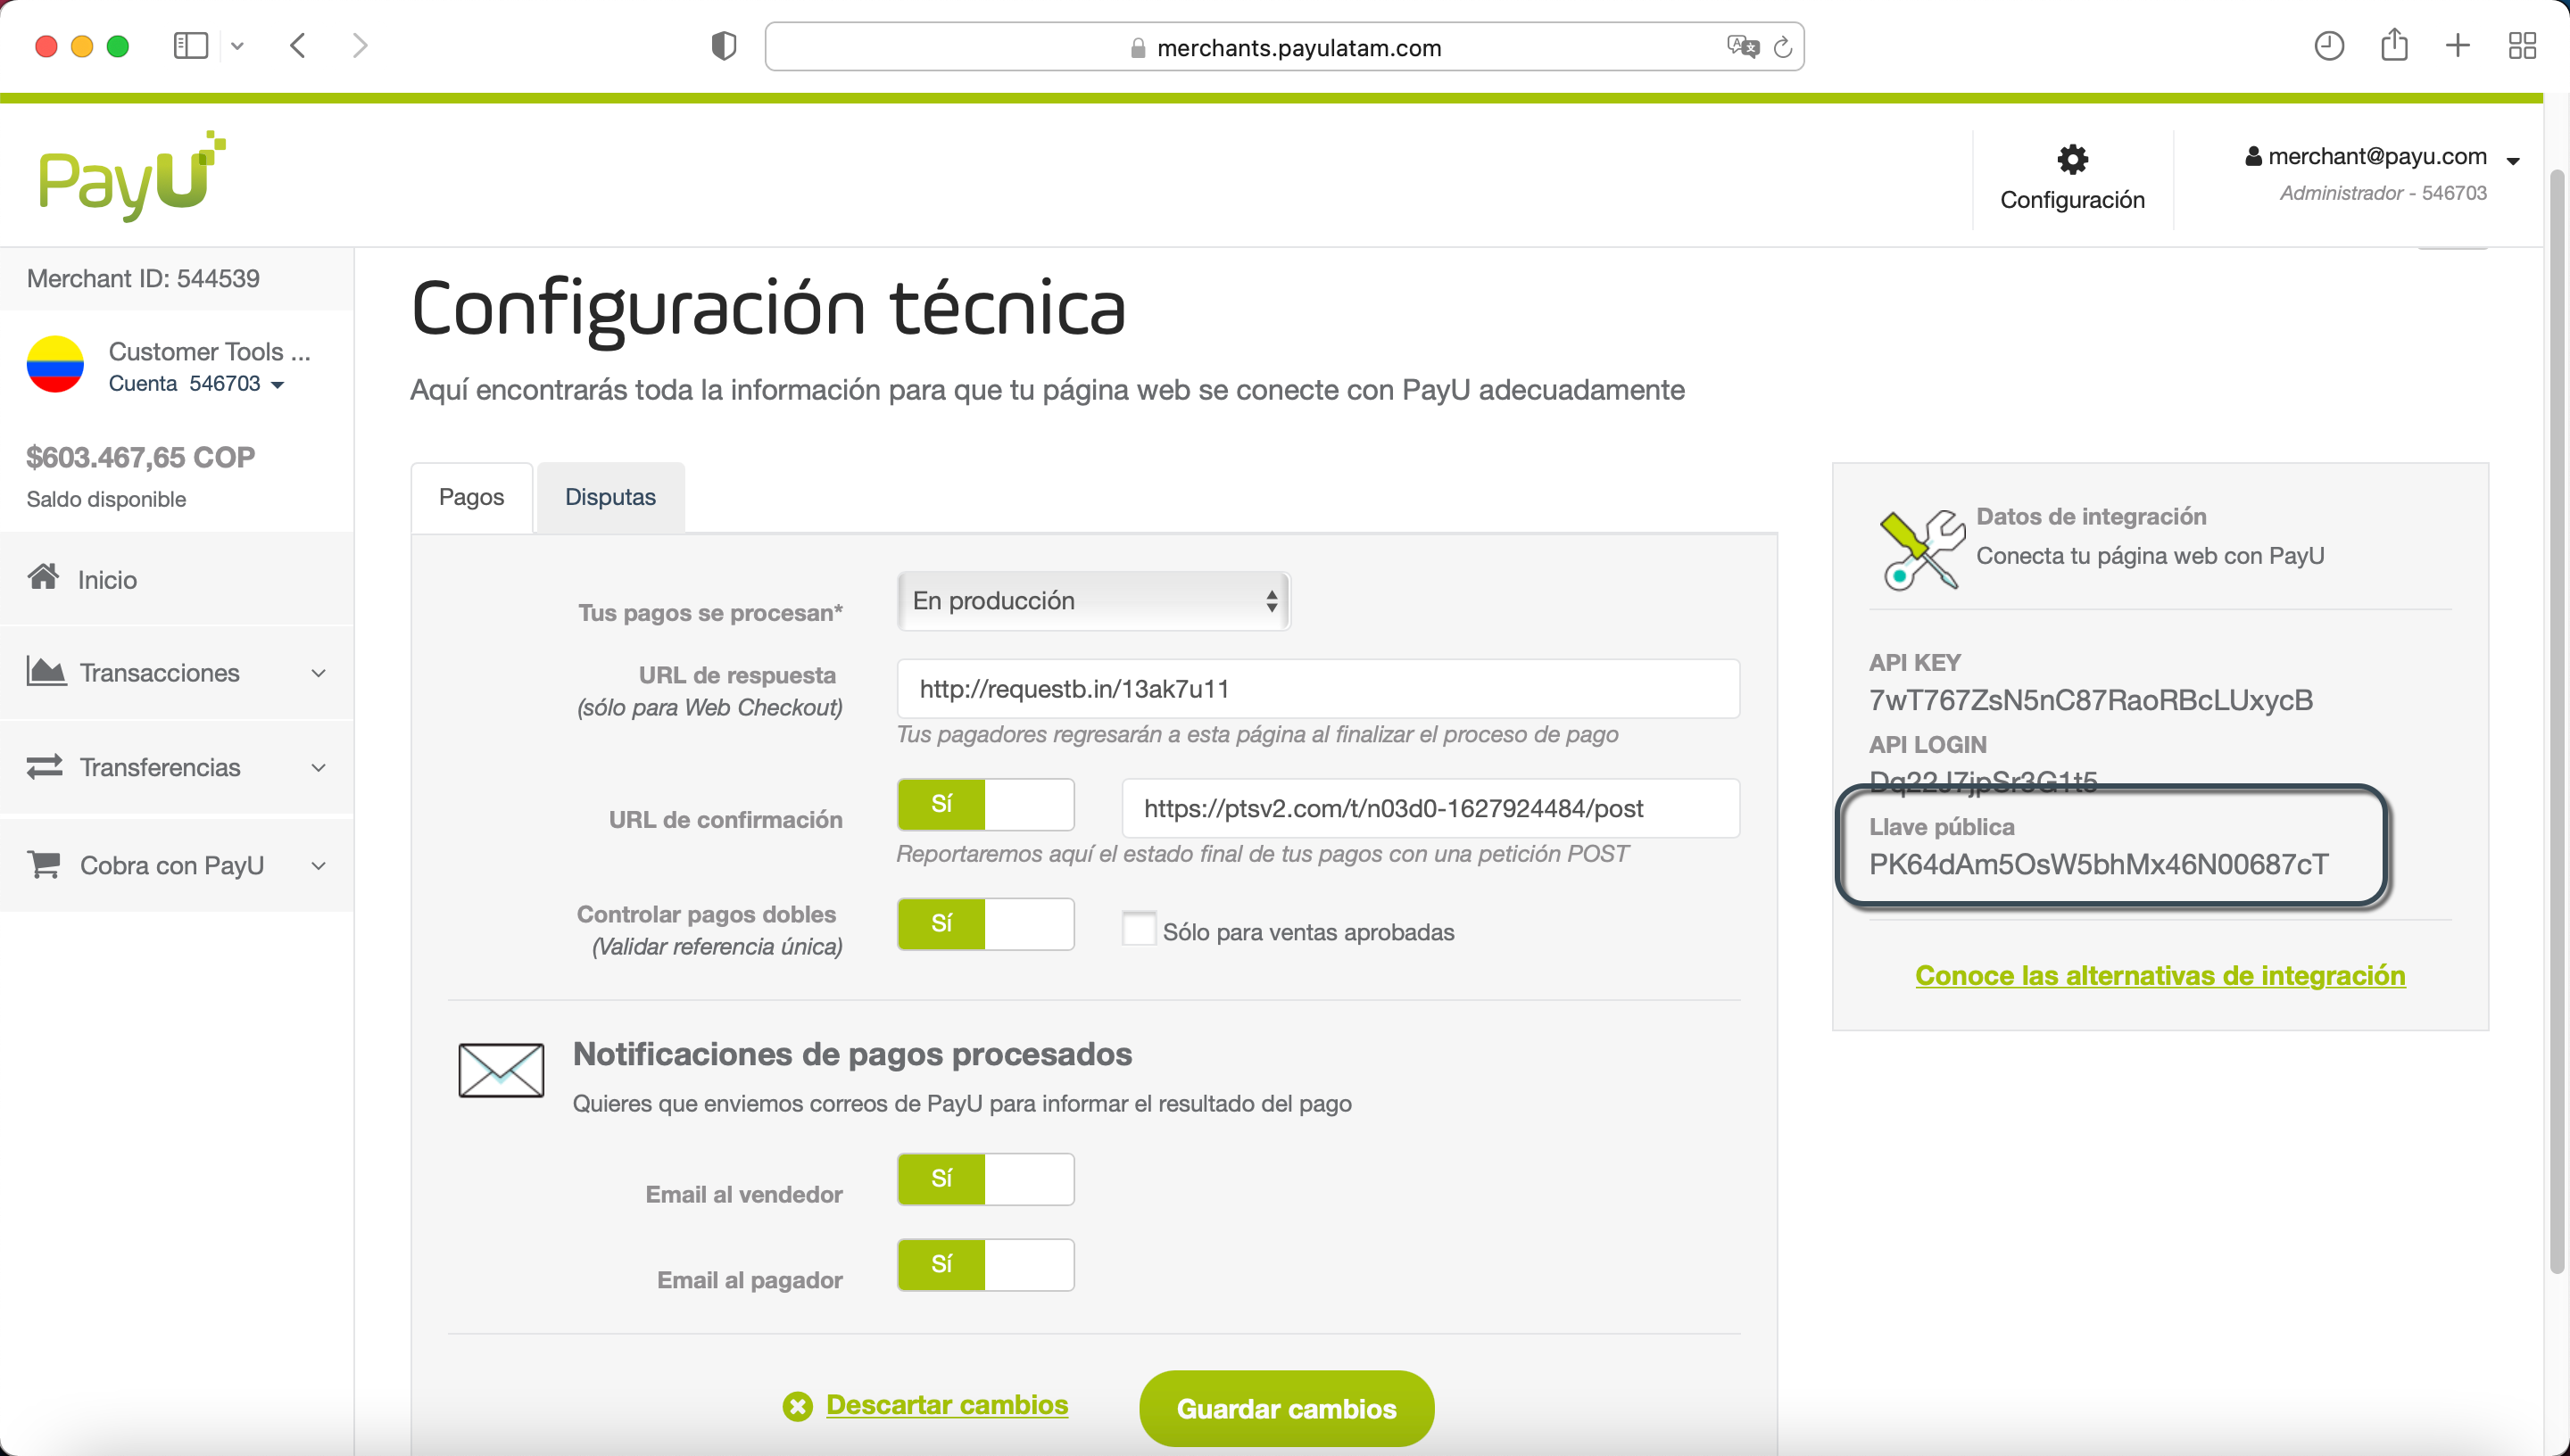 merchants.payulatam.com
PayU
Configuración
merchant@payu.com
Administrador - 546703
Merchant ID: 544539
Customer Tools ...
Cuenta 546703
$603.467,65 COP
Saldo disponible
Inicio
Transacciones
Transferencias
Cobra con PayU
Configuración técnica
Aquí encontrarás toda la información para que tu página web se conecte con PayU adecuadamente
Pagos
Disputas
Tus pagos se procesan*
En producción
URL de respuesta
(sólo para Web Checkout)
http://requestb.in/13ak7u11
Tus pagadores regresarán a esta página al finalizar el proceso de pago
URL de confirmación
Sí
https://ptsv2.com/t/n03d0-1627924484/post
Reportaremos aquí el estado final de tus pagos con una petición POST
Controlar pagos dobles
(Validar referencia única)
Sí
Sólo para ventas aprobadas
Notificaciones de pagos procesados
Quieres que enviemos correos de PayU para informar el resultado del pago
Email al vendedor
Sí
Email al pagador
Sí
Descartar cambios
Guardar cambios
Datos de integración
Conecta tu página web con PayU
API KEY
7wT767ZsN5nC87RaoRBcLUxycB
API LOGIN
Dq22J7jpSr3G1t5
Llave pública
PK64dAm5OsW5bhMx46N00687cT
Conoce las alternativas de integración